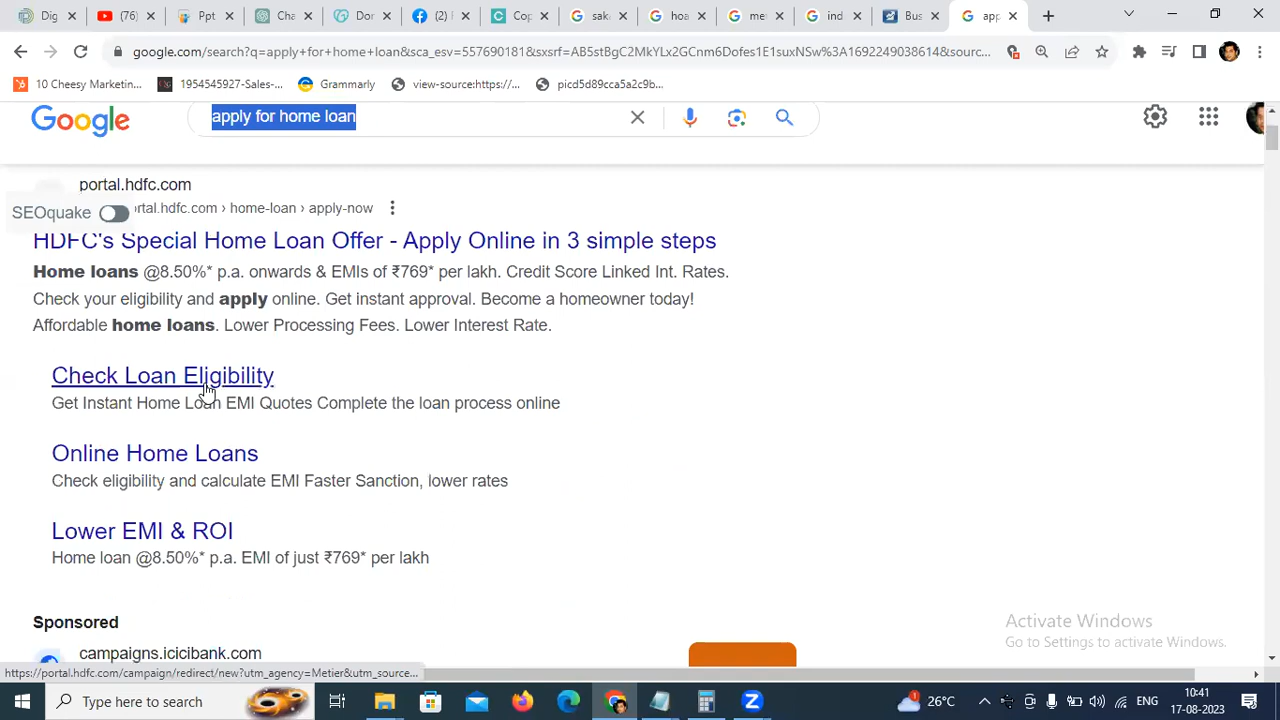 Dig
(76)
Ppt
Cha
Dor
(2) F
Cop
sak
hoa
me
ind
Bus
app
google.com/search?q=apply+for+home+loan&sca_esv=557690181&sxsrf=AB5stBgC2MkYLx2GCnm6Dofes1E1suxNSw%3A1692249038614&sourc...
10 Cheesy Marketin...
1954545927-Sales-...
Grammarly
view-source:https://...
picd5d89cca5a2c9b...
Google
apply for home loan
portal.hdfc.com
SEOquake
rtal.hdfc.com › home-loan › apply-now
HDFC's Special Home Loan Offer - Apply Online in 3 simple steps
Home loans @8.50%* p.a. onwards & EMIs of ₹769* per lakh. Credit Score Linked Int. Rates.
Check your eligibility and apply online. Get instant approval. Become a homeowner today!
Affordable home loans. Lower Processing Fees. Lower Interest Rate.
Check Loan Eligibility
Get Instant Home Loan EMI Quotes Complete the loan process online
Online Home Loans
Check eligibility and calculate EMI Faster Sanction, lower rates
Lower EMI & ROI
Home loan @8.50%* p.a. EMI of just ₹769* per lakh
Sponsored
campaigns.icicibank.com
Activate Windows
Go to Settings to activate Windows.
https://portal.hdfc.com/campaign/redirect/new?utm_agency=Metier&utm_source...
Type here to search
26°C
ENG
10:41
17-08-2023